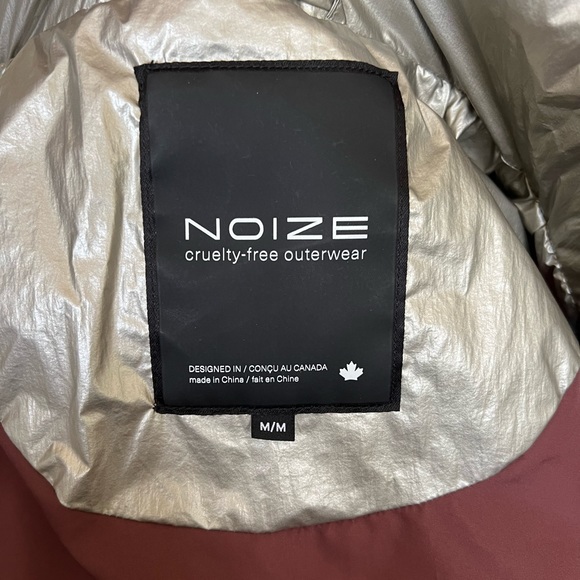 NOIZE
cruelty-free outerwear
DESIGNED IN / CONÇU AU CANADA
made in China / fait en Chine
M/M